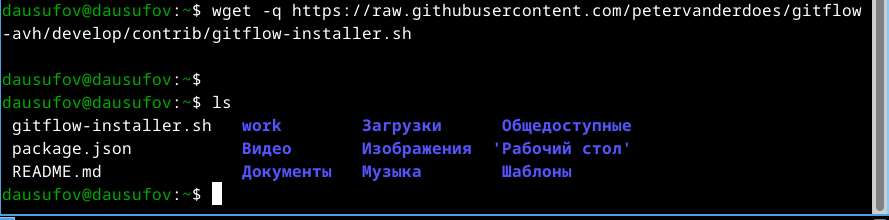 dausufov@dausufov:~$ wget -q https://raw.githubusercontent.com/petervanderdoes/gitflow
-avh/develop/contrib/gitflow-installer.sh
dausufov@dausufov:~$
dausufov@dausufov:~$ ls
gitflow-installer.sh work Загрузки Общедоступные
package.json Видео Изображения 'Рабочий стол'
README.md Документы Музыка Шаблоны
dausufov@dausufov:~$